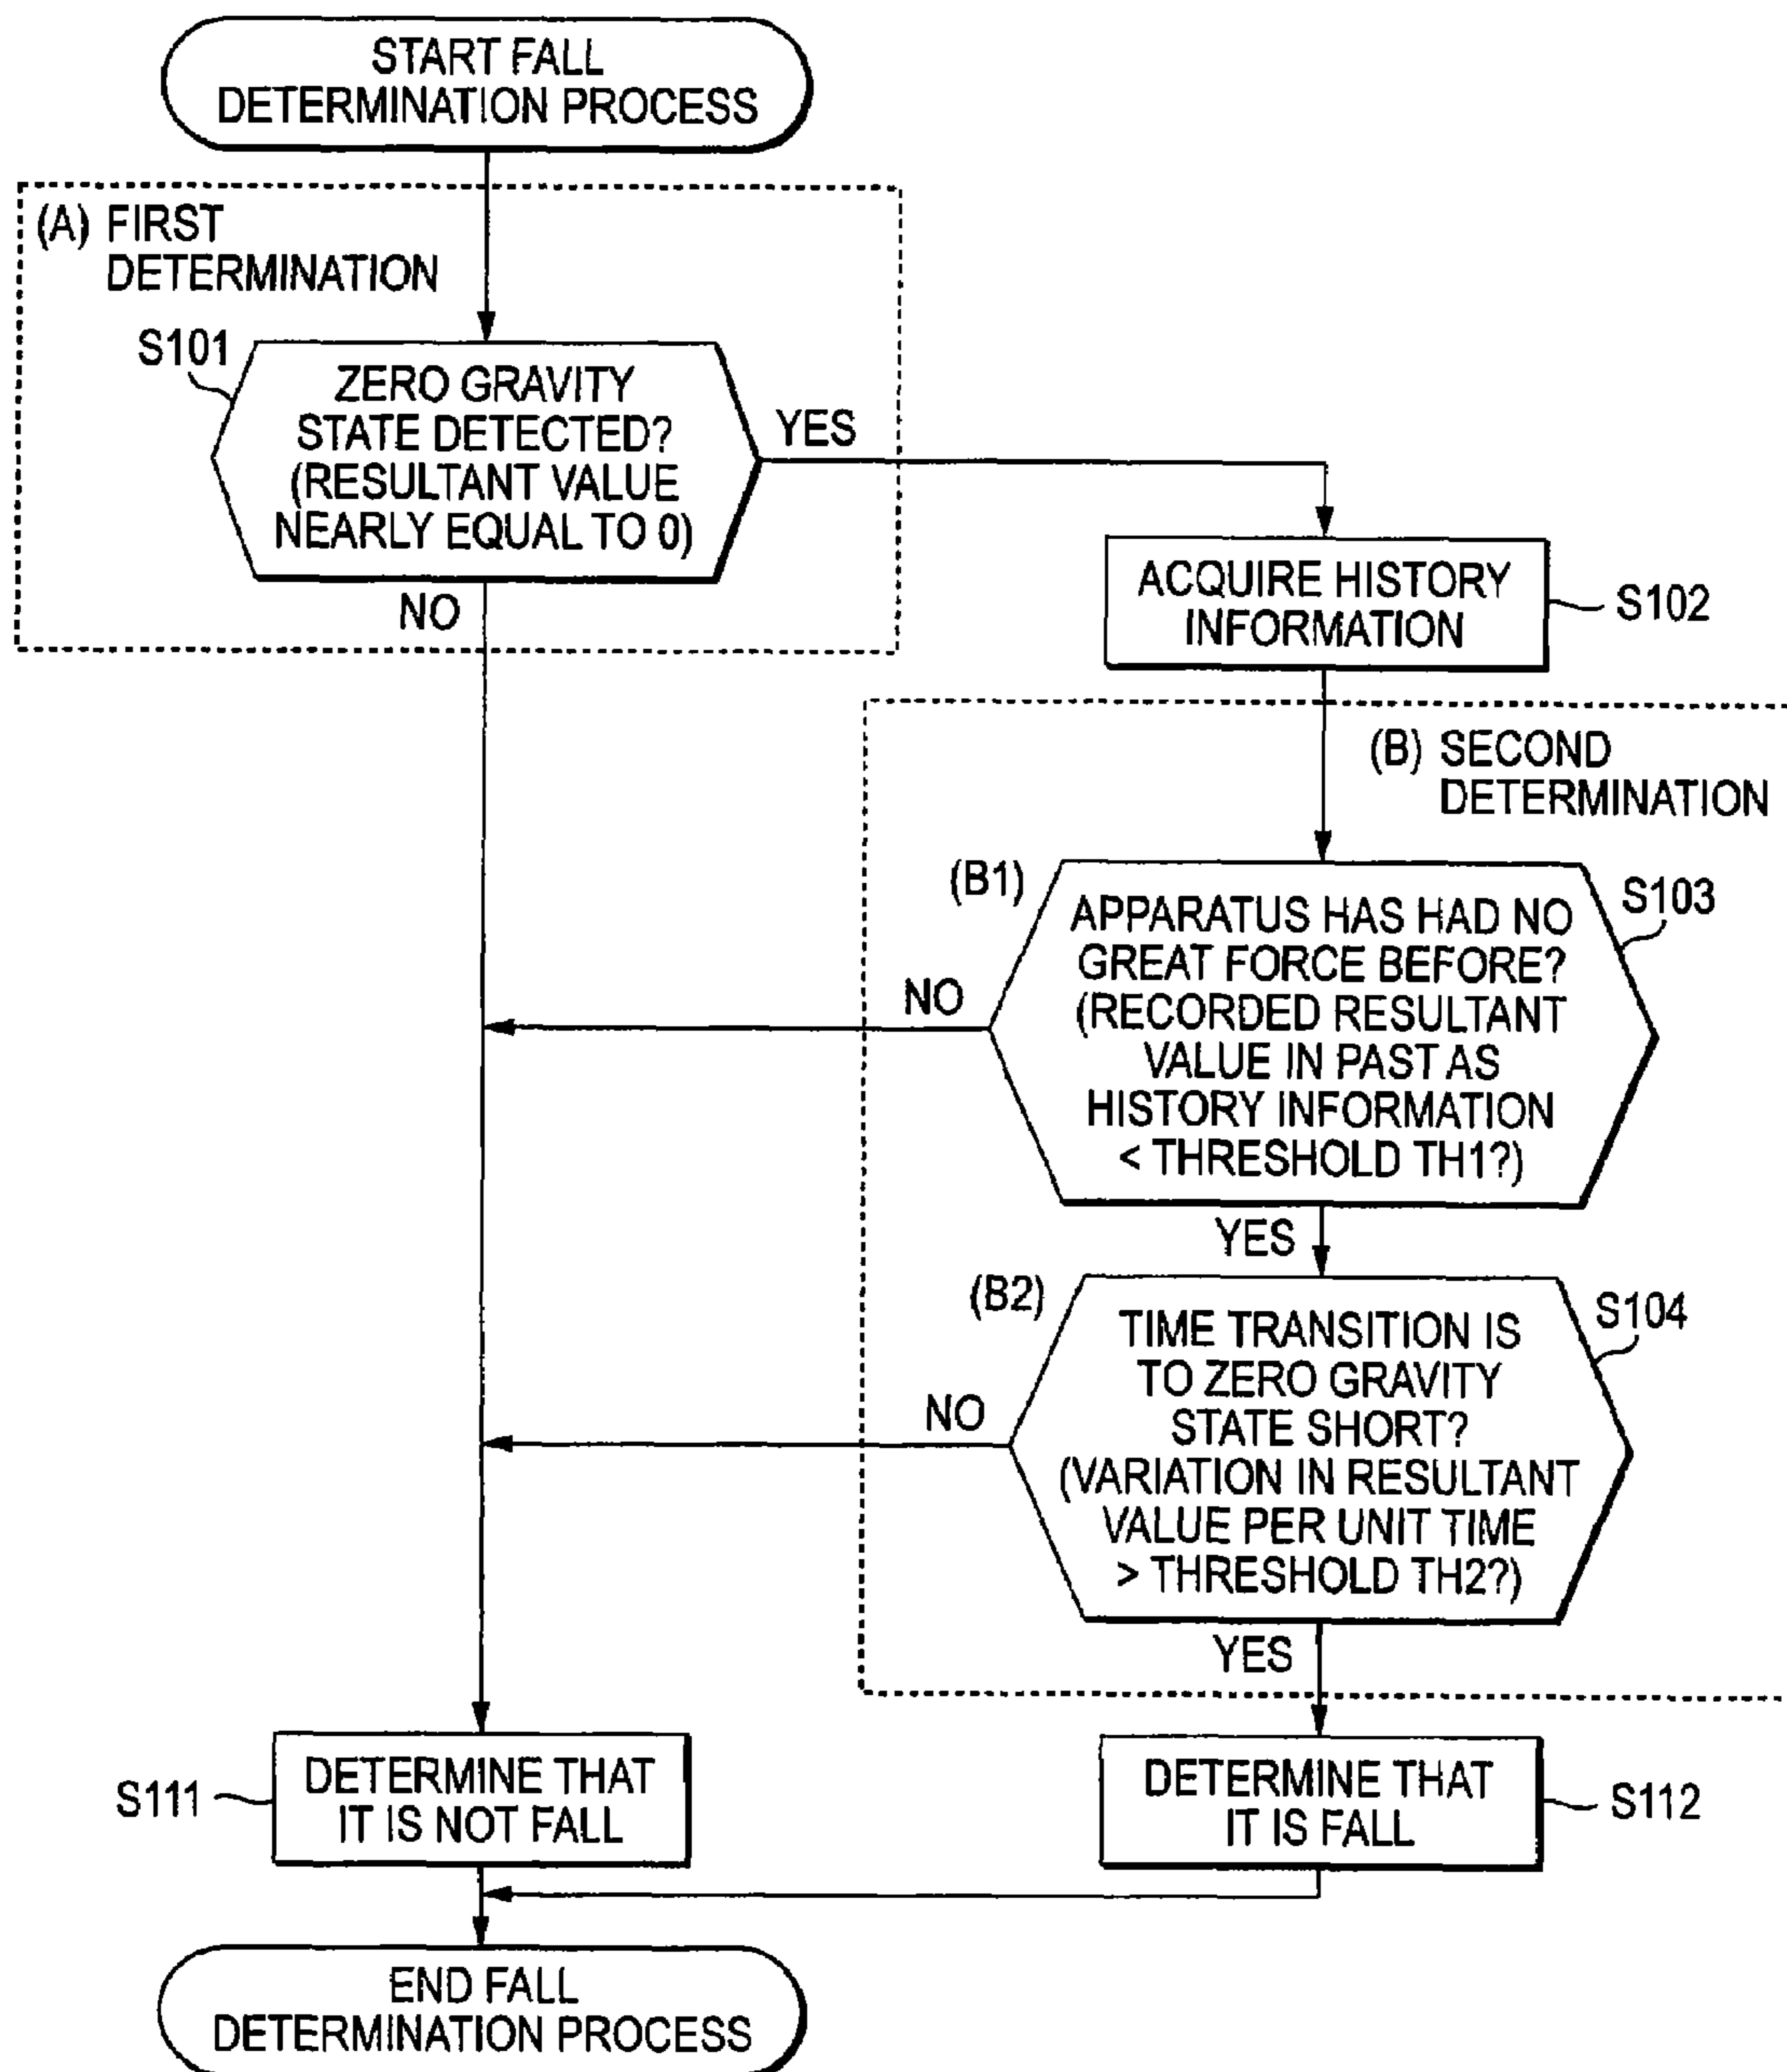 START FALL
DETERMINATION PROCESS
(A) FIRST
DETERMINATION
S101
ZERO GRAVITY
STATE DETECTED?
(RESULTANT VALUE
NEARLY EQUAL TO 0)
YES
NO
ACQUIRE HISTORY
INFORMATION
S102
(B) SECOND
DETERMINATION
(B1)
S103
APPARATUS HAS HAD NO
GREAT FORCE BEFORE?
(RECORDED RESULTANT
VALUE IN PAST AS
HISTORY INFORMATION
< THRESHOLD TH1?)
NO
YES
(B2)
S104
TIME TRANSITION IS
TO ZERO GRAVITY
STATE SHORT?
(VARIATION IN RESULTANT
VALUE PER UNIT TIME
> THRESHOLD TH2?)
NO
YES
S111
DETERMINE THAT
IT IS NOT FALL
DETERMINE THAT
IT IS FALL
S112
END FALL
DETERMINATION PROCESS